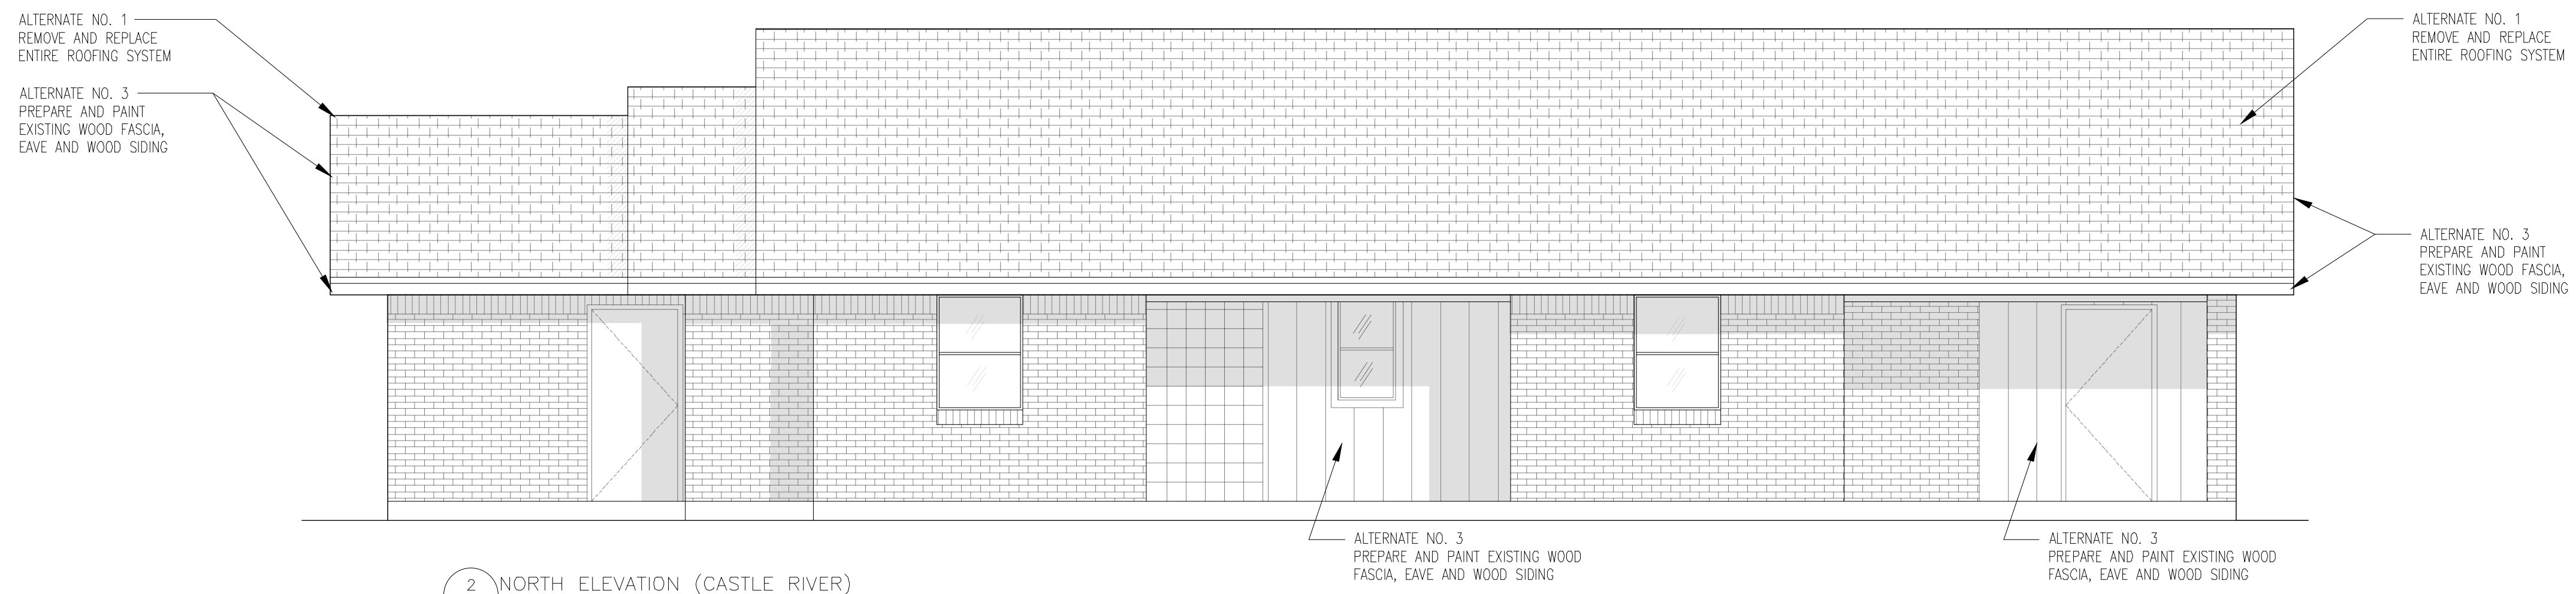 ALTERNATE NO. 1
REMOVE AND REPLACE
ENTIRE ROOFING SYSTEM
ALTERNATE NO. 3
PREPARE AND PAINT
EXISTING WOOD FASCIA,
EAVE AND WOOD SIDING
ALTERNATE NO. 1
REMOVE AND REPLACE
ENTIRE ROOFING SYSTEM
ALTERNATE NO. 3
PREPARE AND PAINT
EXISTING WOOD FASCIA,
EAVE AND WOOD SIDING
ALTERNATE NO. 3
PREPARE AND PAINT EXISTING WOOD
FASCIA, EAVE AND WOOD SIDING
ALTERNATE NO. 3
PREPARE AND PAINT EXISTING WOOD
FASCIA, EAVE AND WOOD SIDING
2 NORTH ELEVATION (CASTLE RIVER)